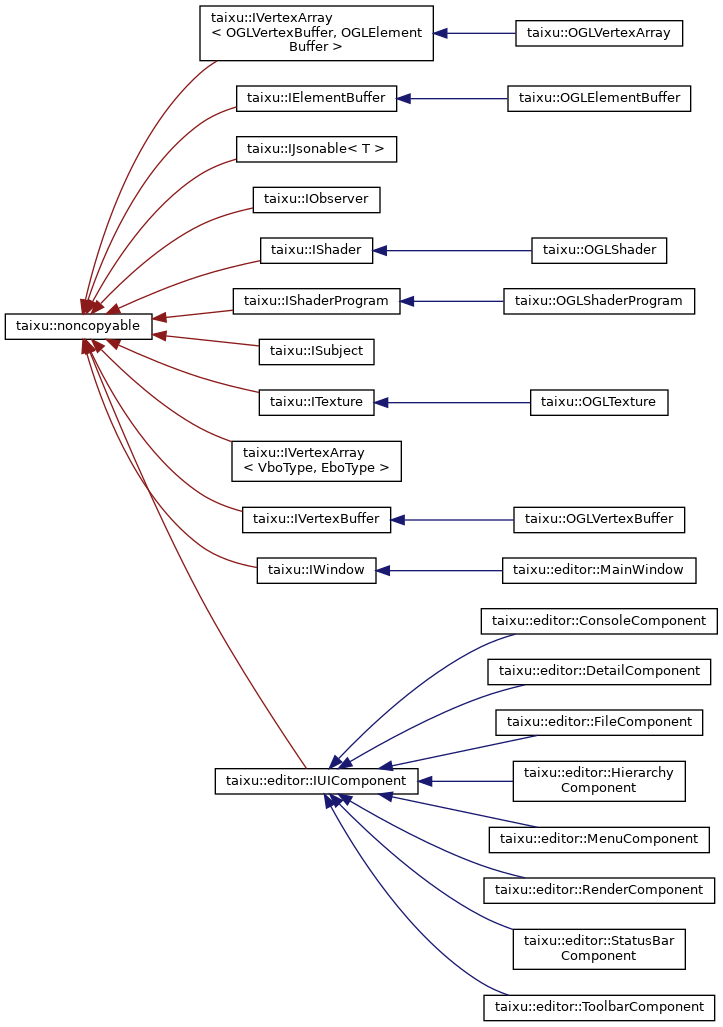 taixu::IVertexArray
< OGLVertexBuffer, OGLElement
Buffer >
taixu::OGLVertexArray
taixu::IElementBuffer
taixu::OGLElementBuffer
taixu::IJsonable< T >
taixu::IObserver
taixu::IShader
taixu::OGLShader
taixu::IShaderProgram
taixu::OGLShaderProgram
taixu::noncopyable
taixu::ISubject
taixu::ITexture
taixu::OGLTexture
taixu::IVertexArray
< VboType, EboType >
taixu::IVertexBuffer
taixu::OGLVertexBuffer
taixu::IWindow
taixu::editor::MainWindow
taixu::editor::ConsoleComponent
taixu::editor::DetailComponent
taixu::editor::FileComponent
taixu::editor::IUIComponent
taixu::editor::Hierarchy
Component
taixu::editor::MenuComponent
taixu::editor::RenderComponent
taixu::editor::StatusBar
Component
taixu::editor::ToolbarComponent